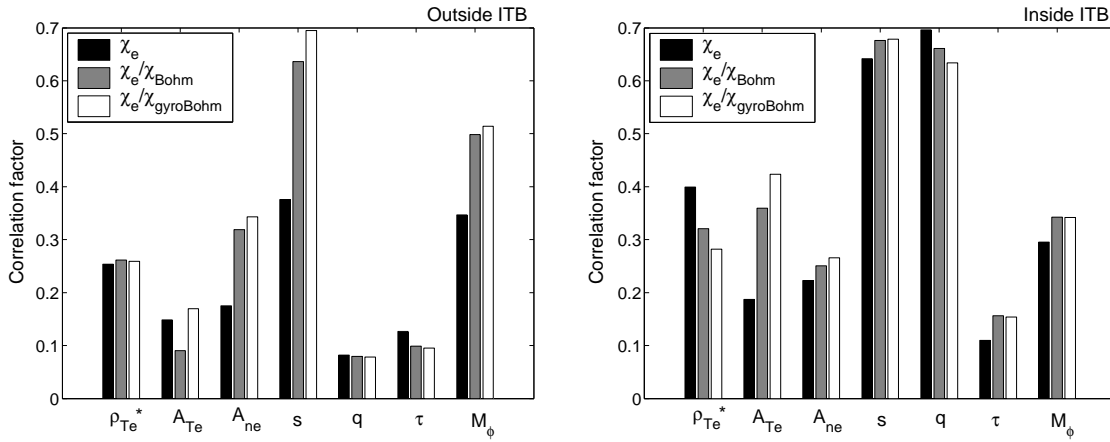 Outside ITB
χe
χe/χBohm
χe/χgyroBohm
Correlation factor
0.7
0.6
0.5
0.4
0.3
0.2
0.1
0
ρTe* ATe Ane s q τ Mϕ
Inside ITB
χe
χe/χBohm
χe/χgyroBohm
Correlation factor
0.7
0.6
0.5
0.4
0.3
0.2
0.1
0
ρTe* ATe Ane s q τ Mϕ